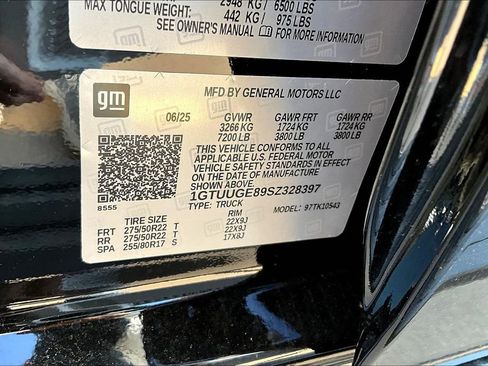 MAX PAYLOAD
MAX TONGUE WEIGHT: 2948 KG / 6500 LBS
442 KG / 975 LBS
SEE OWNER'S MANUAL FOR MORE INFORMATION
gm
MFD BY GENERAL MOTORS LLC
06/25 GVWR GAWR FRT GAWR RR
3266 KG 1724 KG 1724 KG
7200 LB 3800 LB 3800 LB
THIS VEHICLE CONFORMS TO ALL
APPLICABLE U.S. FEDERAL MOTOR
VEHICLE SAFETY STANDARDS IN
EFFECT ON THE DATE OF
MANUFACTURE SHOWN ABOVE.
1GTUUGE89SZ328397
8555
TYPE: TRUCK MODEL: 97TK10543
TIRE SIZE RIM
FRT 275/50R22 T 22X9J
RR 275/50R22 T 22X9J
SPA 255/80R17 S 17X8J